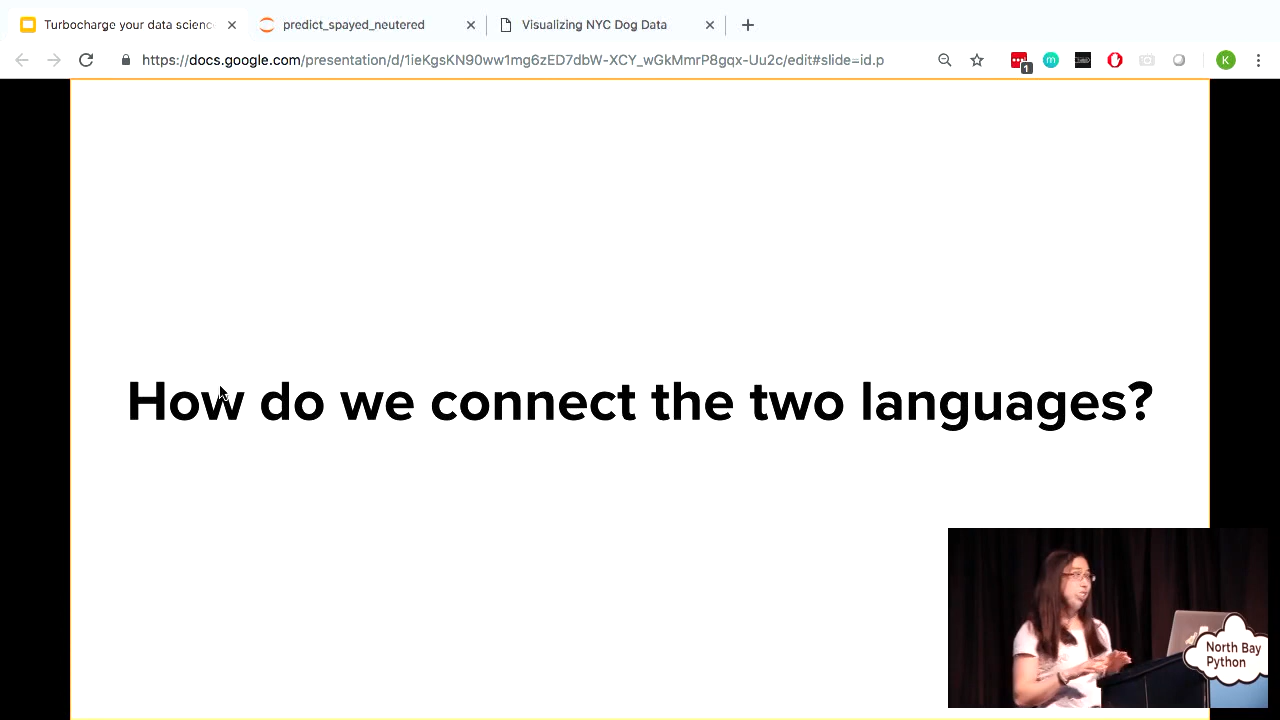 Turbocharge your data scienc
predict_spayed_neutered
Visualizing NYC Dog Data
https://docs.google.com/presentation/d/1ieKgsKN90ww1mg6zED7dbW-XCY_wGkMmrP8gqx-Uu2c/edit#slide=id.p
1
m
K
How do we connect the two languages?
North Bay
Python